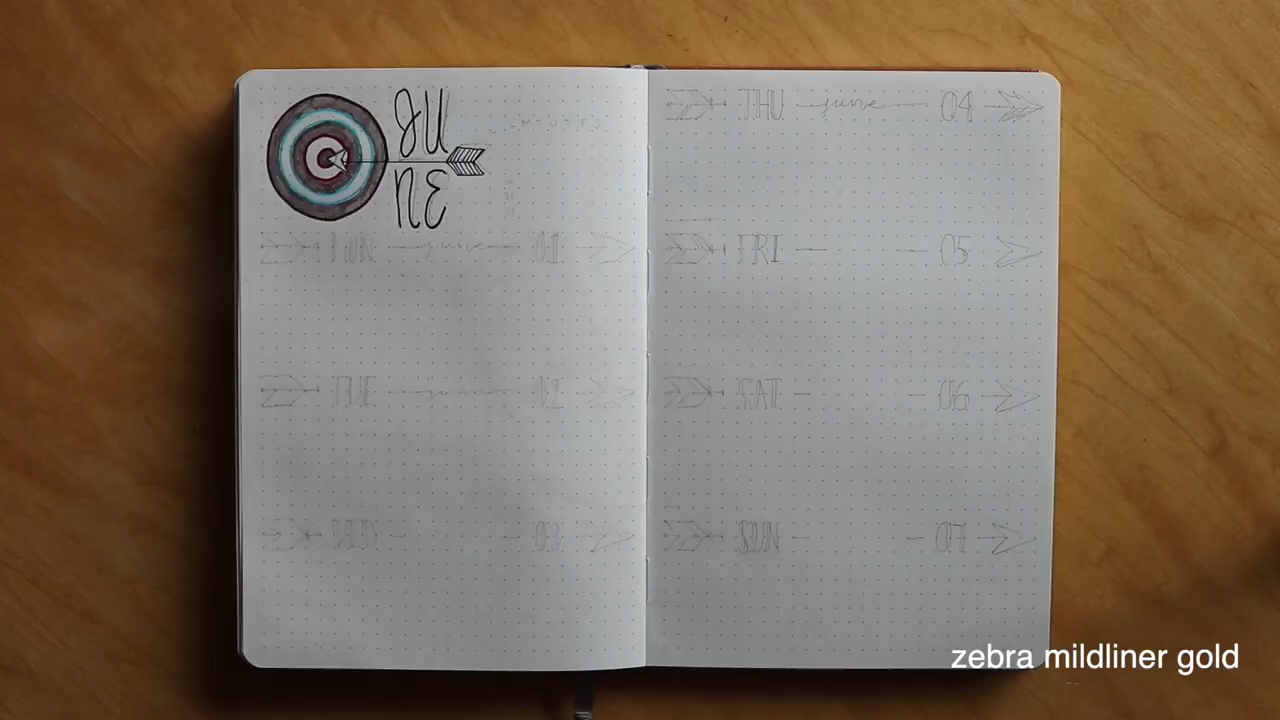 JU
NE
MON june 01
TUE june 02
WED 03
THU june 04
FRI 05
SAT 06
SUN 07
zebra mildliner gold